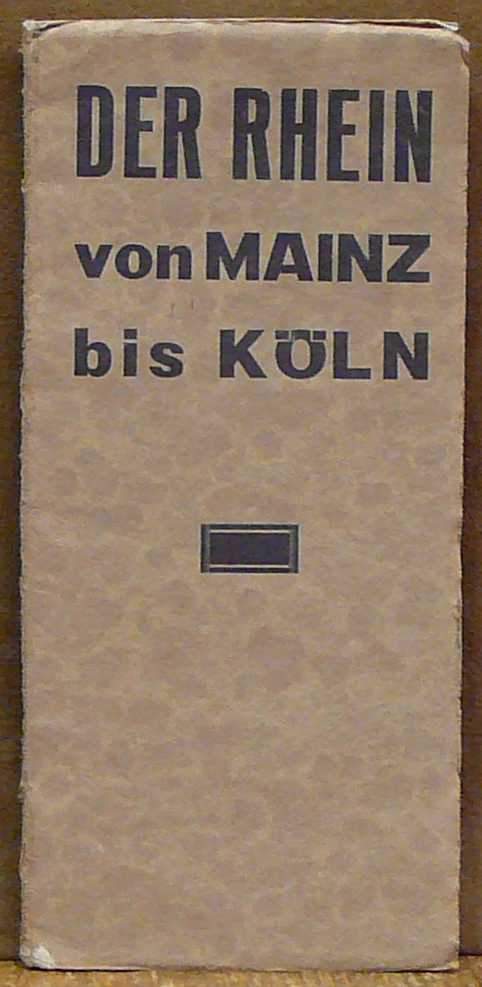 DER RHEIN
von MAINZ
bis KÖLN